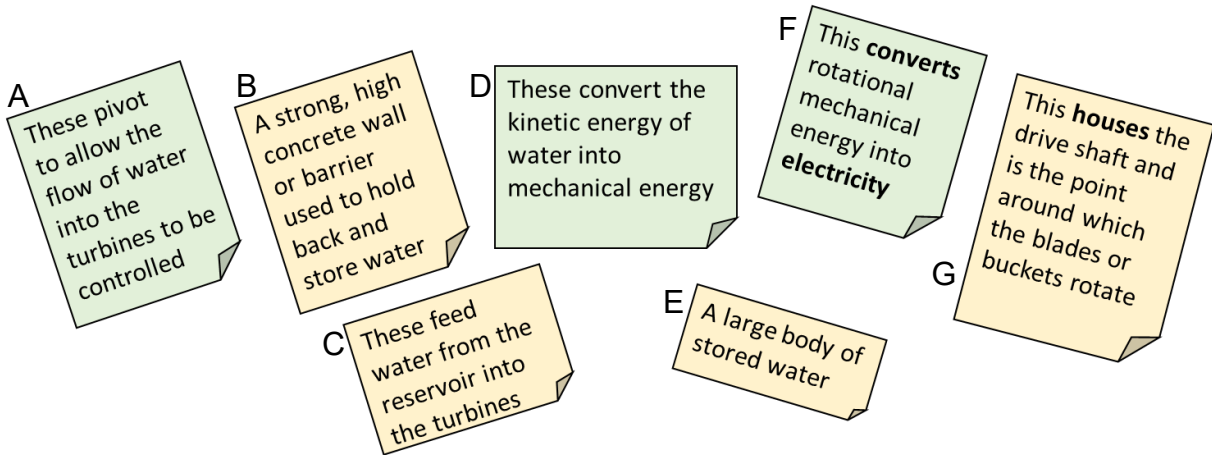 A
These pivot
to allow the
flow of water
into the
turbines to be
controlled
B
A strong, high
concrete wall
or barrier
used to hold
back and
store water
C
These feed
water from the
reservoir into
the turbines
D
These convert the
kinetic energy of
water into
mechanical energy
E
A large body of
stored water
F
This converts
rotational
mechanical
energy into
electricity
G
This houses the
drive shaft and
is the point
around which
the blades or
buckets rotate